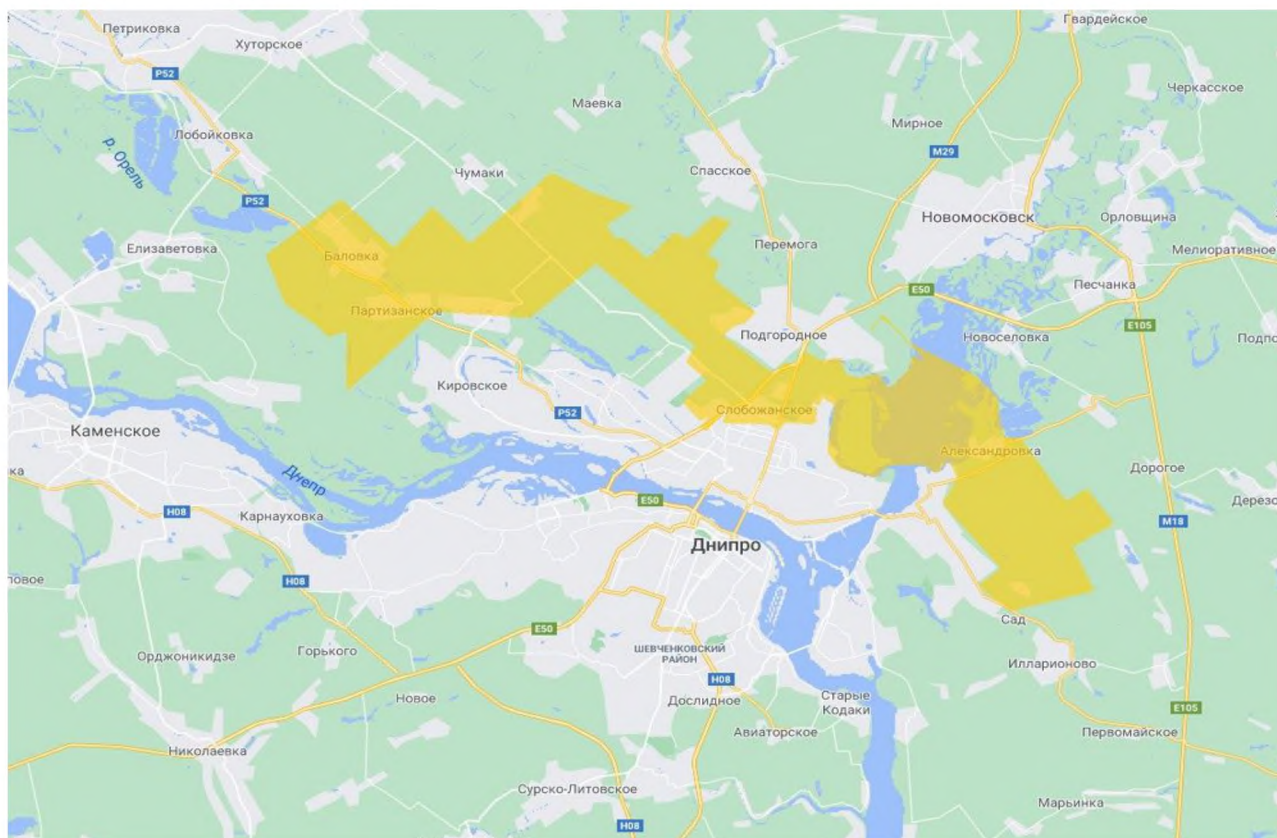 Петриковка
Хуторское
Гвардейское
P52
Маевка
Черкасское
Мирное
Лобойковка
M29
р. Орель
Чумаки
Спасское
P52
Новомосковск
Орловщина
Елизаветовка
Баловка
Перемога
Мелиоративное
E50
Песчанка
Партизанское
Подгородное
E105
Новоселовка
Подпо
Кировское
P52
Слобожанское
Каменское
Александровка
ка
Днепр
Дорогое
Дерезо
E50
H08
Карнауховка
M18
Днипро
повое
H08
Сад
E50
Орджоникидзе
Горького
ШЕВЧЕНКОВСКИЙ
РАЙОН
Илларионово
H08
Новое
Дослидное
Старые
Кодаки
E105
Авиаторское
Первомайское
Николаевка
Сурско-Литовское
Марьинка
H08